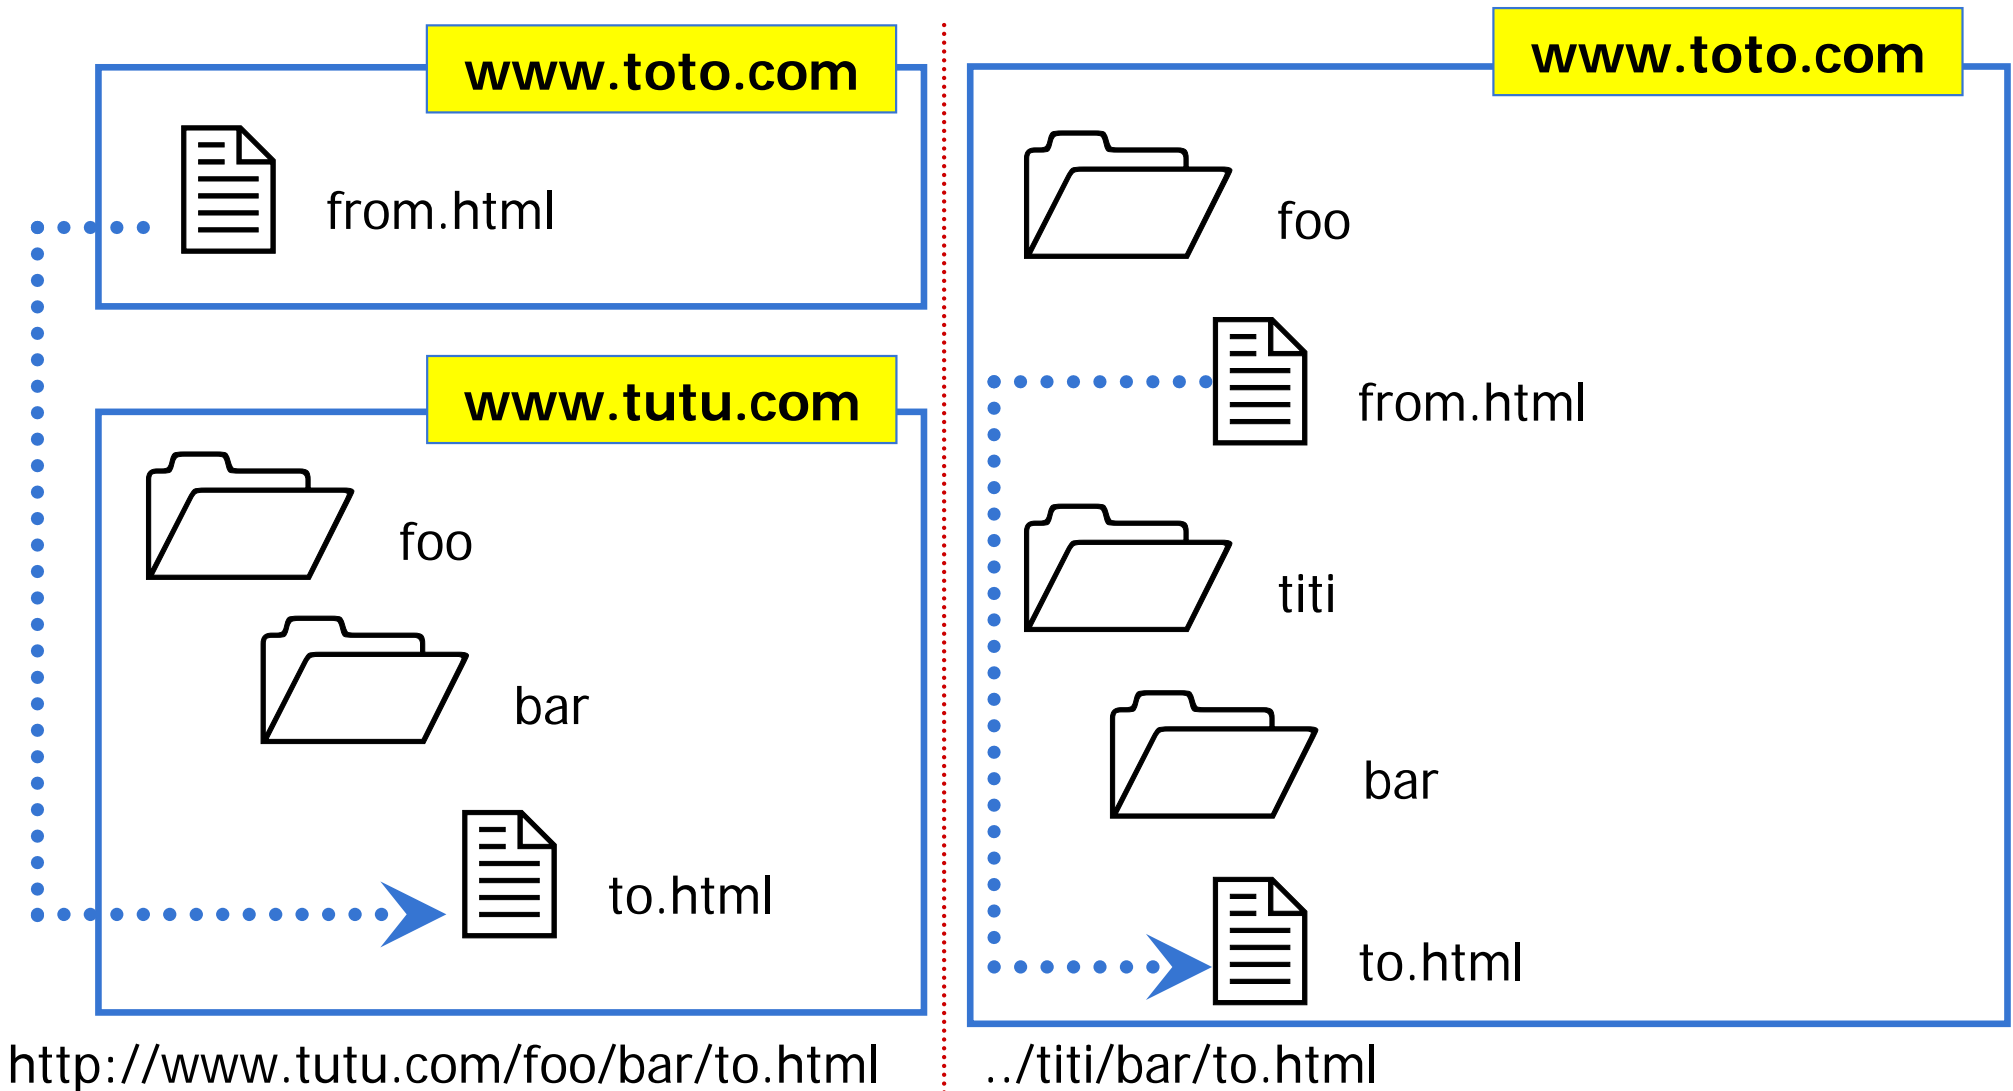 www.toto.com
from.html
www.tutu.com
foo
bar
to.html
http://www.tutu.com/foo/bar/to.html
www.toto.com
foo
from.html
titi
bar
to.html
../titi/bar/to.html